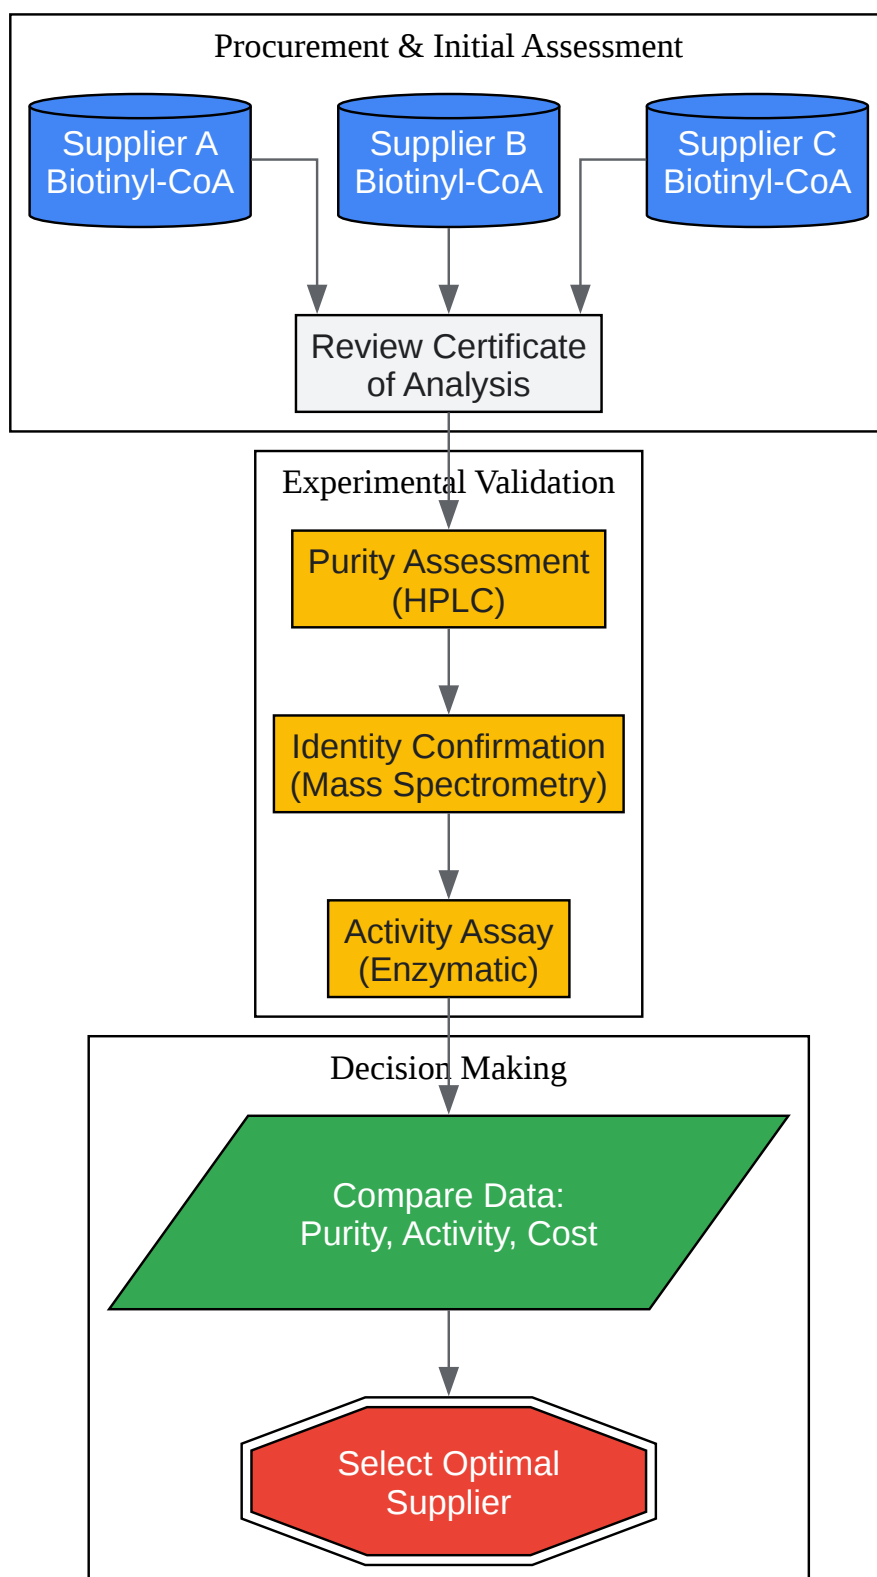 Procurement & Initial Assessment
Supplier A
Biotinyl-CoA
Supplier B
Biotinyl-CoA
Supplier C
Biotinyl-CoA
Review Certificate
of Analysis
Experimental Validation
Purity Assessment
(HPLC)
Identity Confirmation
(Mass Spectrometry)
Activity Assay
(Enzymatic)
Decision Making
Compare Data:
Purity, Activity, Cost
Select Optimal
Supplier